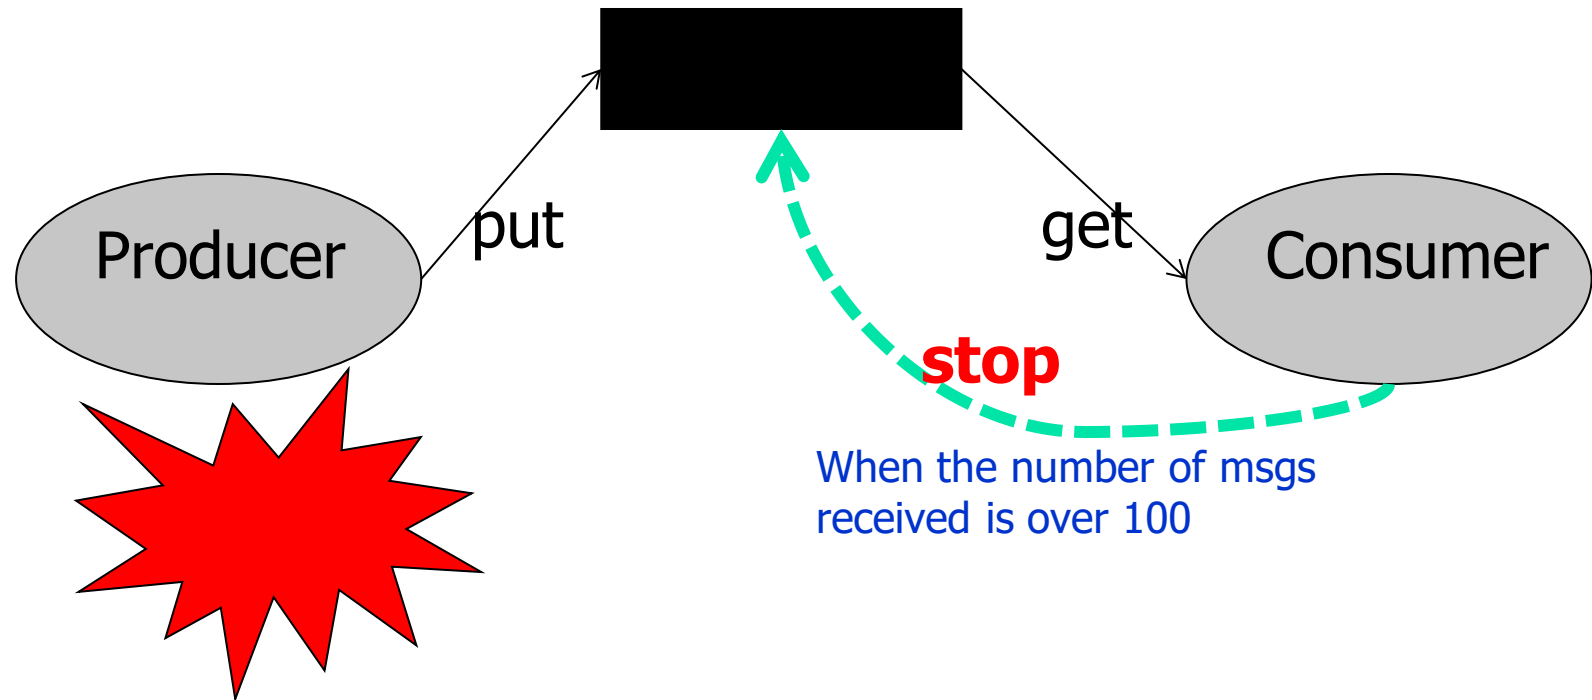 put
get
Producer
Consumer
stop
When the number of msgs
received is over 100